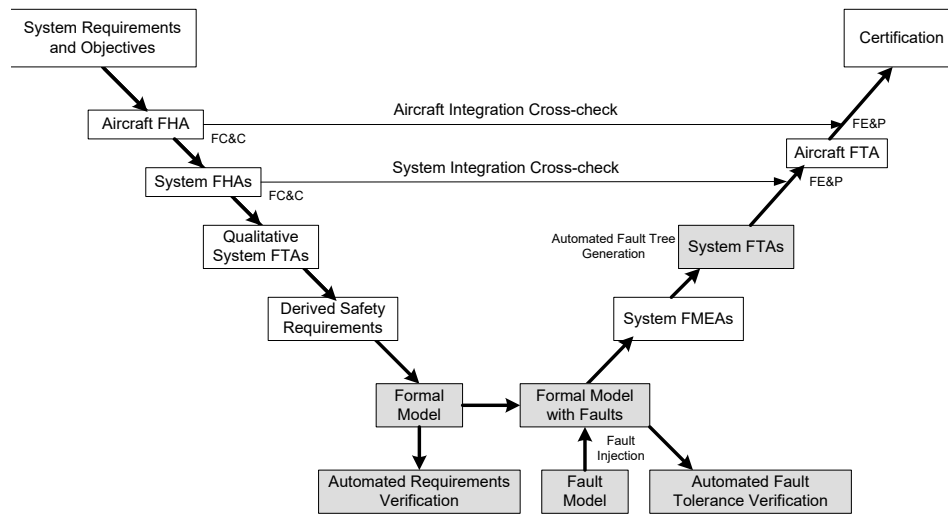 System Requirements
and Objectives
Certification
Aircraft Integration Cross-check
Aircraft FHA
FC&C
FE&P
Aircraft FTA
System Integration Cross-check
System FHAs
FC&C
FE&P
Qualitative
System FTAs
Automated Fault Tree
Generation
System FTAs
Derived Safety
Requirements
System FMEAs
Formal
Model
Formal Model
with Faults
Fault
Injection
Automated Requirements
Verification
Fault
Model
Automated Fault
Tolerance Verification